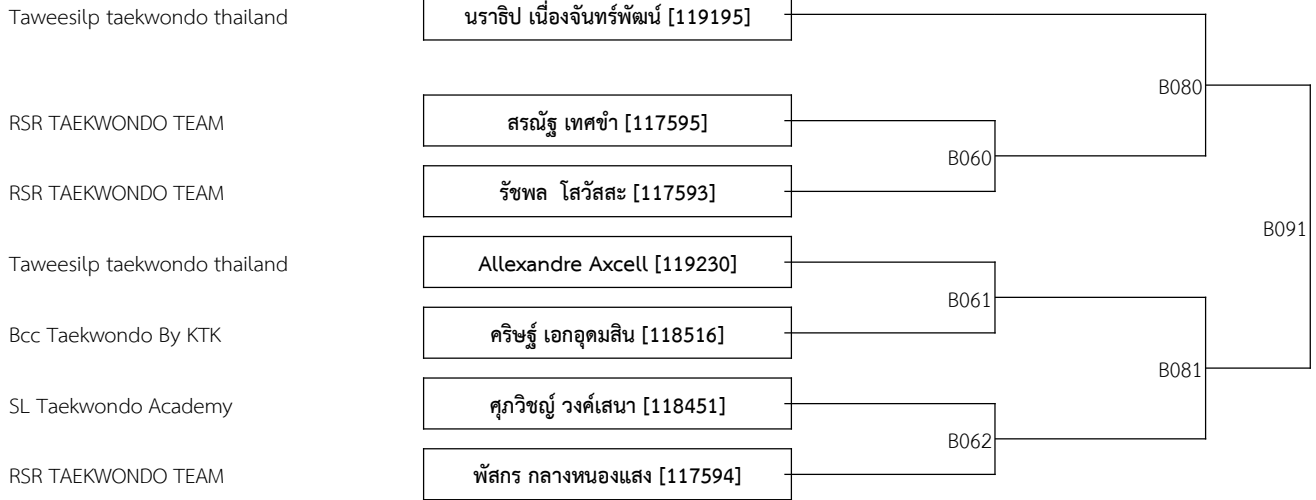 Taweesilp taekwondo thailand นราธิป เนื่องจันทร์พัฒน์ [119195]
B080
RSR TAEKWONDO TEAM สรณัฐ เทศขำ [117595]
B060
RSR TAEKWONDO TEAM รัชพล โสวัสสะ [117593]
B091
Taweesilp taekwondo thailand Allexandre Axcell [119230]
B061
Bcc Taekwondo By KTK คริษฐ์ เอกอุดมสิน [118516]
B081
SL Taekwondo Academy ศุภวิชญ์ วงค์เสนา [118451]
B062
RSR TAEKWONDO TEAM พัสกร กลางหนองแสง [117594]